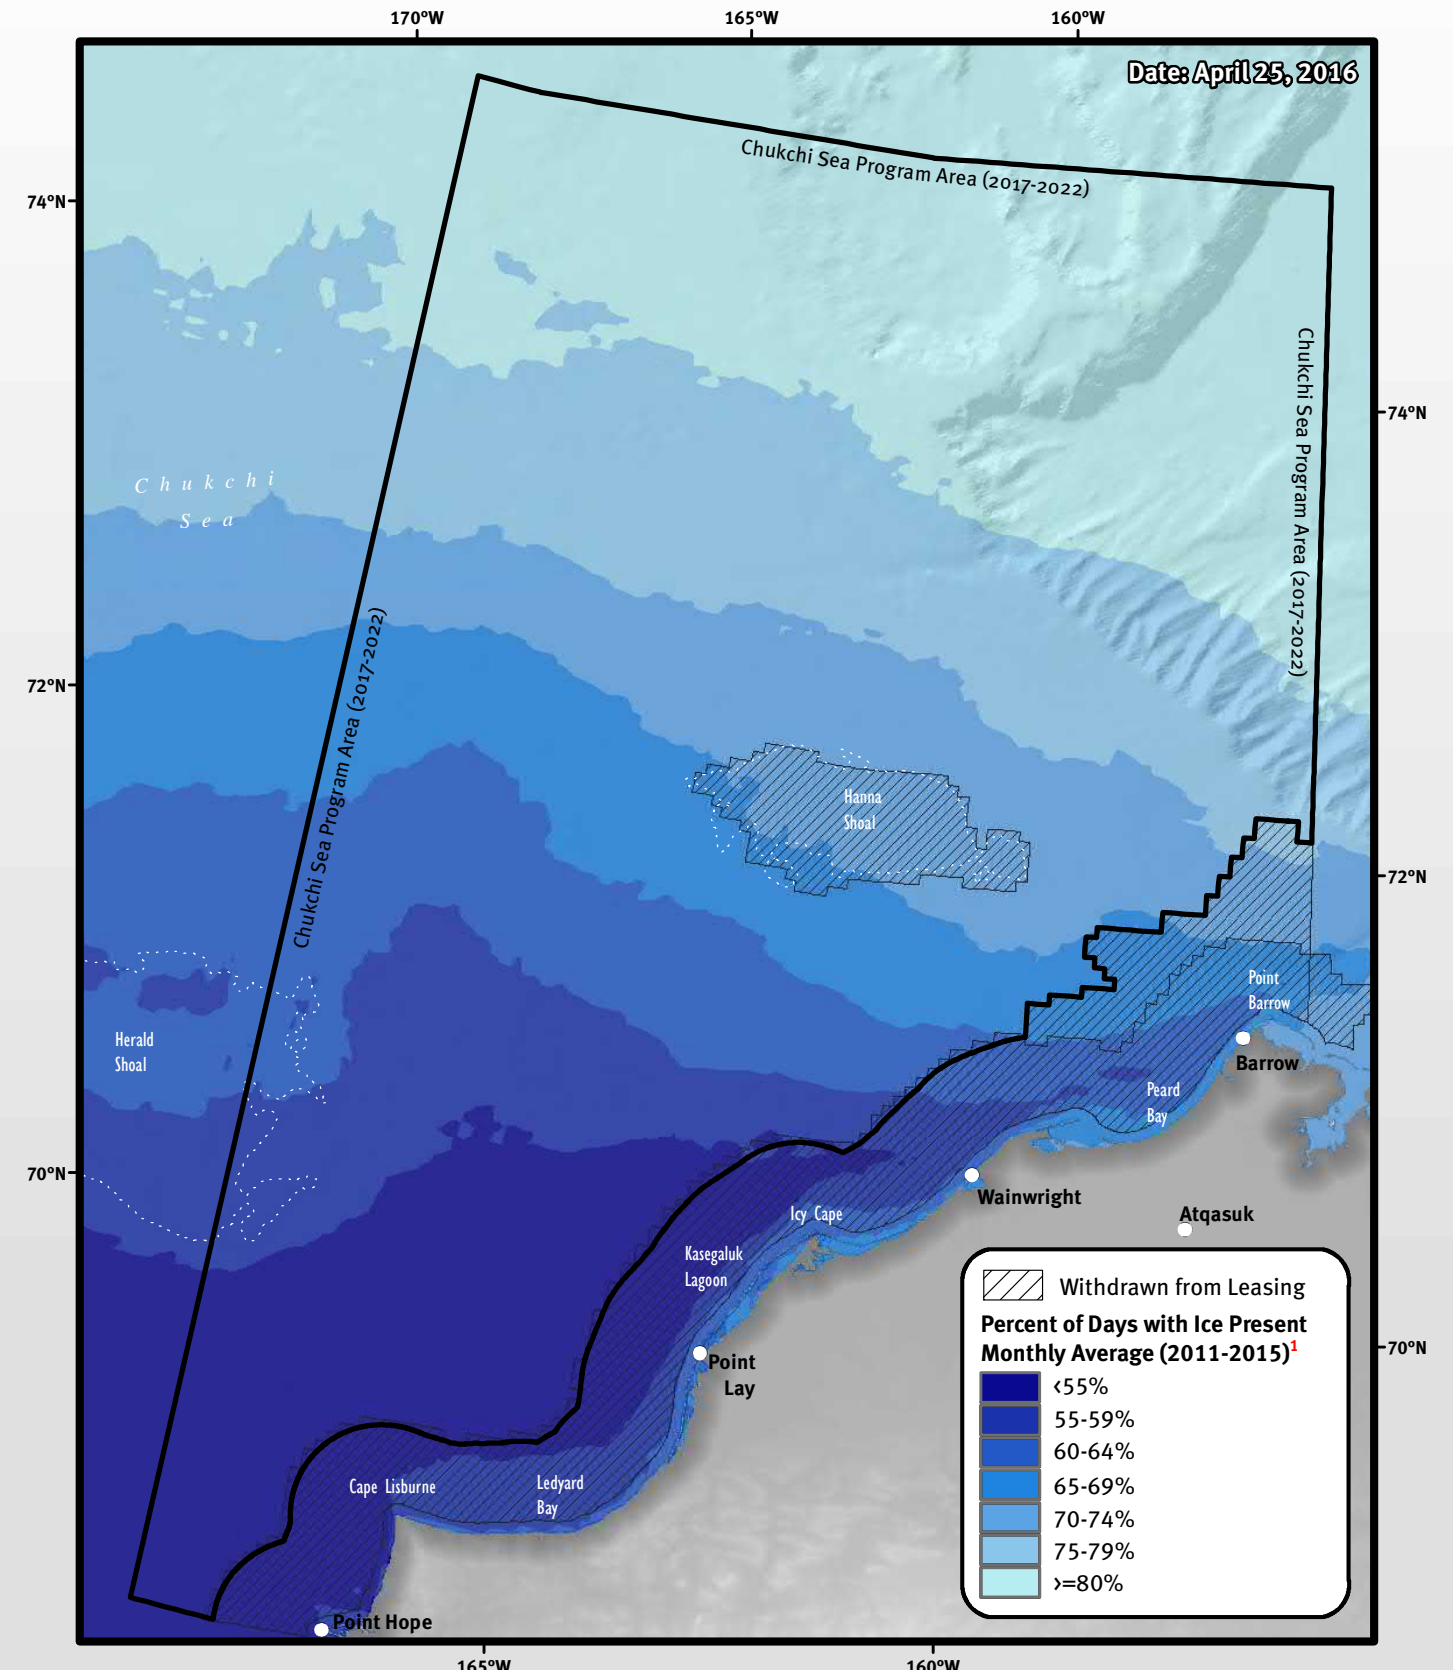 170°W
165°W
160°W
Date: April 25, 2016
Chukchi Sea Program Area (2017-2022)
74°N
Chukchi Sea Program Area (2017-2022)
74°N
Chukchi
Sea
Chukchi Sea Program Area (2017-2022)
72°N
Hanna
Shoal
72°N
Point
Barrow
Herald
Shoal
Barrow
Peard
Bay
70°N
Wainwright
Icy Cape
Atqasuk
Kasegaluk
Lagoon
Point
Lay
70°N
Withdrawn from Leasing
Percent of Days with Ice Present
Monthly Average (2011-2015)1
<55%
55-59%
60-64%
65-69%
70-74%
75-79%
>=80%
Cape Lisburne
Ledyard
Bay
Point Hope
165°W
160°W